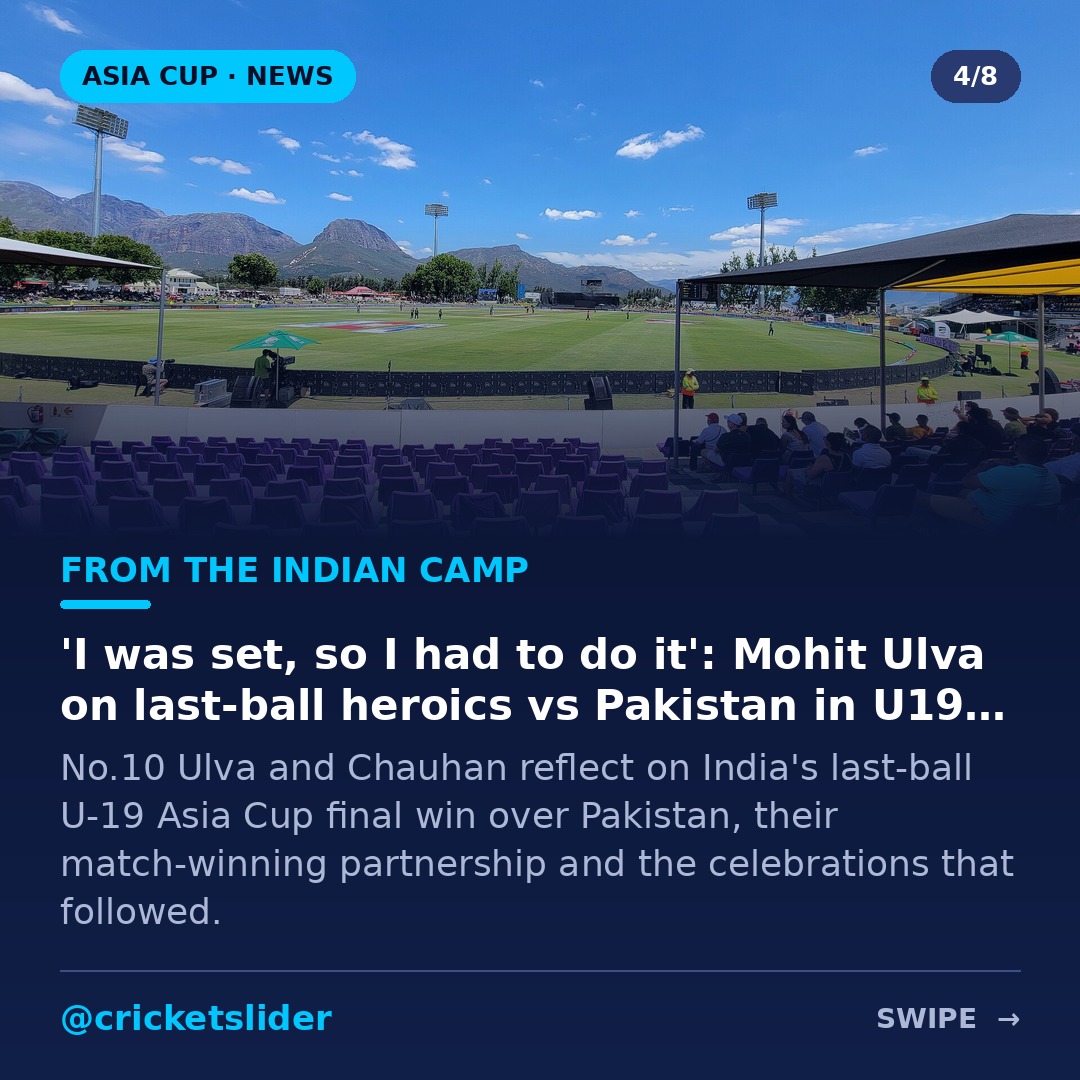 ASIA CUP · NEWS
4/8
FROM THE INDIAN CAMP
'I was set, so I had to do it': Mohit Ulva
on last-ball heroics vs Pakistan in U19…
No.10 Ulva and Chauhan reflect on India's last-ball
U-19 Asia Cup final win over Pakistan, their
match-winning partnership and the celebrations that
followed.
@cricketslider
SWIPE →